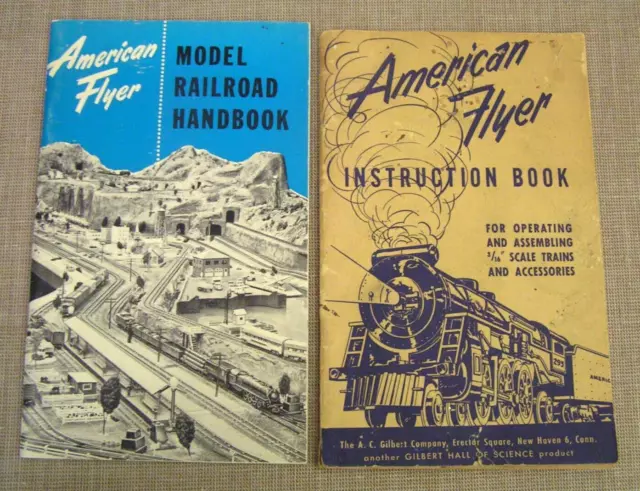 American
Flyer
MODEL
RAILROAD
HANDBOOK
American
Flyer
INSTRUCTION BOOK
FOR OPERATING
AND ASSEMBLING
3/16" SCALE TRAINS
AND ACCESSORIES
AMERIC
The A. C. Gilbert Company, Erector Square, New Haven 6, Conn.
another GILBERT HALL OF SCIENCE product